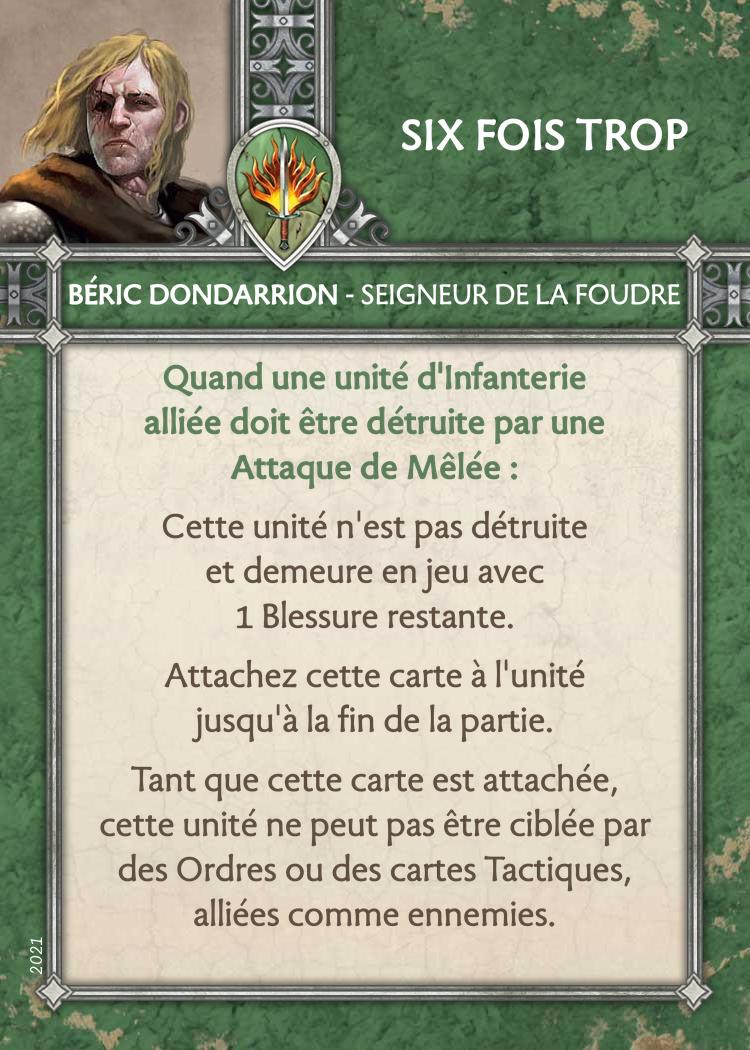 SIX FOIS TROP
BÉRIC DONDARRION - SEIGNEUR DE LA FOUDRE
Quand une unité d'Infanterie
alliée doit être détruite par une
Attaque de Mêlée :
Cette unité n'est pas détruite
et demeure en jeu avec
1 Blessure restante.
Attachez cette carte à l'unité
jusqu'à la fin de la partie.
Tant que cette carte est attachée,
cette unité ne peut pas être ciblée par
des Ordres ou des cartes Tactiques,
alliées comme ennemies.
2021